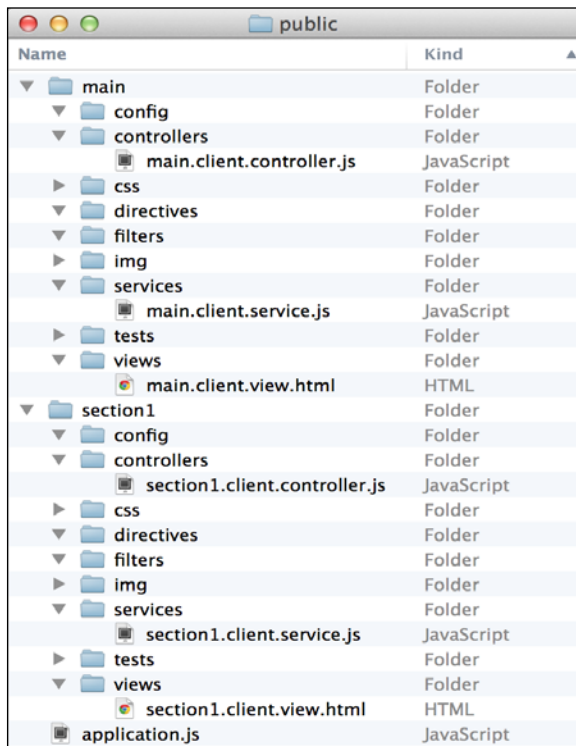 public
Name Kind
main Folder
config Folder
controllers Folder
main.client.controller.js JavaScript
css Folder
directives Folder
filters Folder
img Folder
services Folder
main.client.service.js JavaScript
tests Folder
views Folder
main.client.view.html HTML
section1 Folder
config Folder
controllers Folder
section1.client.controller.js JavaScript
css Folder
directives Folder
filters Folder
img Folder
services Folder
section1.client.service.js JavaScript
tests Folder
views Folder
section1.client.view.html HTML
application.js JavaScript